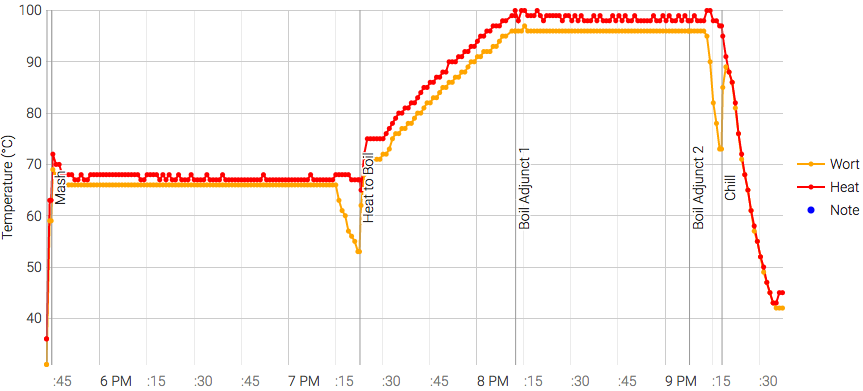 Temperature (°C)
100
90
80
70
60
50
40
Mash
Heat to Boil
Boil Adjunct 1
Boil Adjunct 2
Chill
Wort
Heat
Note
:45 6 PM :15 :30 :45 7 PM :15 :30 :45 8 PM :15 :30 :45 9 PM :15 :30